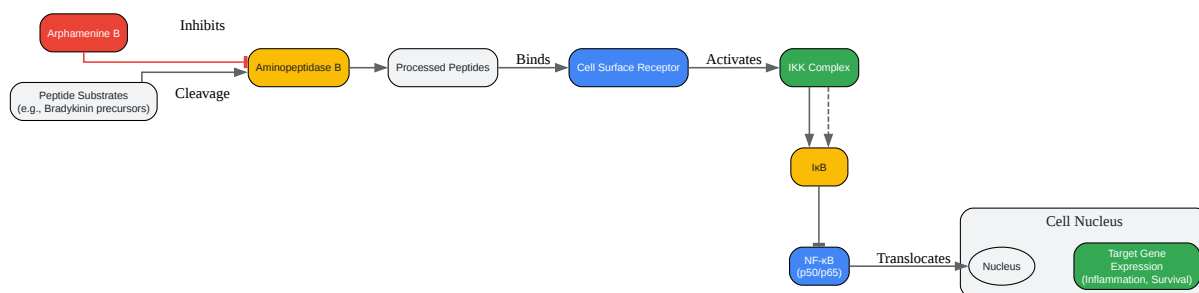 Arphamenine B
Inhibits
Peptide Substrates
(e.g., Bradykinin precursors)
Cleavage
Aminopeptidase B
Processed Peptides
Binds
Cell Surface Receptor
Activates
IKK Complex
IκB
NF-κB
(p50/p65)
Translocates
Cell Nucleus
Nucleus
Target Gene
Expression
(Inflammation, Survival)